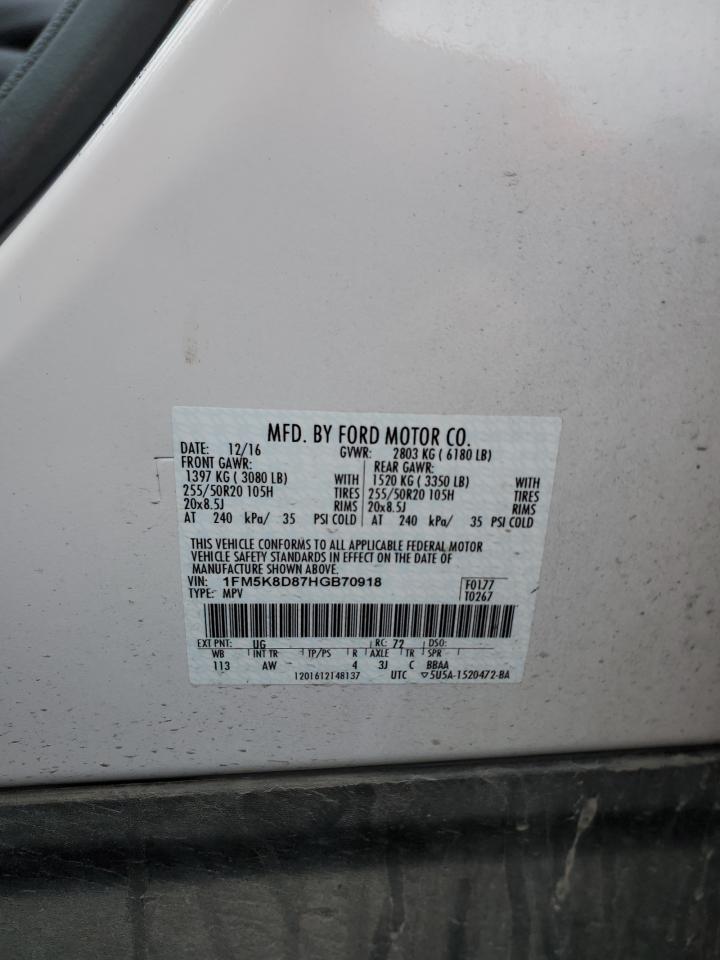 MFD. BY FORD MOTOR CO.
DATE: 12/16 GVWR: 2803 KG ( 6180 LB)
FRONT GAWR: REAR GAWR:
1397 KG ( 3080 LB) WITH 1520 KG ( 3350 LB) WITH
255/50R20 105H TIRES 255/50R20 105H TIRES
20x8.5J RIMS 20x8.5J RIMS
AT 240 kPa/ 35 PSI COLD AT 240 kPa/ 35 PSI COLD
THIS VEHICLE CONFORMS TO ALL APPLICABLE FEDERAL MOTOR
VEHICLE SAFETY STANDARDS IN EFFECT ON THE DATE OF
MANUFACTURE SHOWN ABOVE.
VIN: 1FM5K8D87HGB70918 F0177
TYPE: MPV T0267
EXT PNT: UG RC: 72 DSO:
WB INT TR TP/PS R AXLE TR SPR
113 AW 4 3J C BBAA
1201612148137 UTC ▽5U5A-1520472-BA